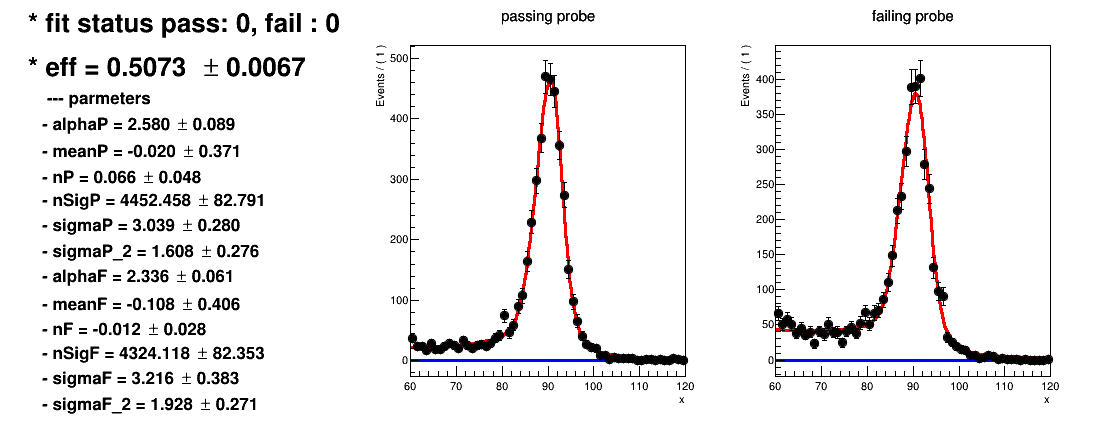 * fit status pass: 0, fail : 0
* eff = 0.5073 ± 0.0067
--- parmeters
- alphaP = 2.580 ± 0.089
- meanP = -0.020 ± 0.371
- nP = 0.066 ± 0.048
- nSigP = 4452.458 ± 82.791
- sigmaP = 3.039 ± 0.280
- sigmaP_2 = 1.608 ± 0.276
- alphaF = 2.336 ± 0.061
- meanF = -0.108 ± 0.406
- nF = -0.012 ± 0.028
- nSigF = 4324.118 ± 82.353
- sigmaF = 3.216 ± 0.383
- sigmaF_2 = 1.928 ± 0.271
passing probe
Events / ( 1 )
500
400
300
200
100
0
60 70 80 90 100 110 120
x
failing probe
Events / ( 1 )
400
350
300
250
200
150
100
50
0
60 70 80 90 100 110 120
x